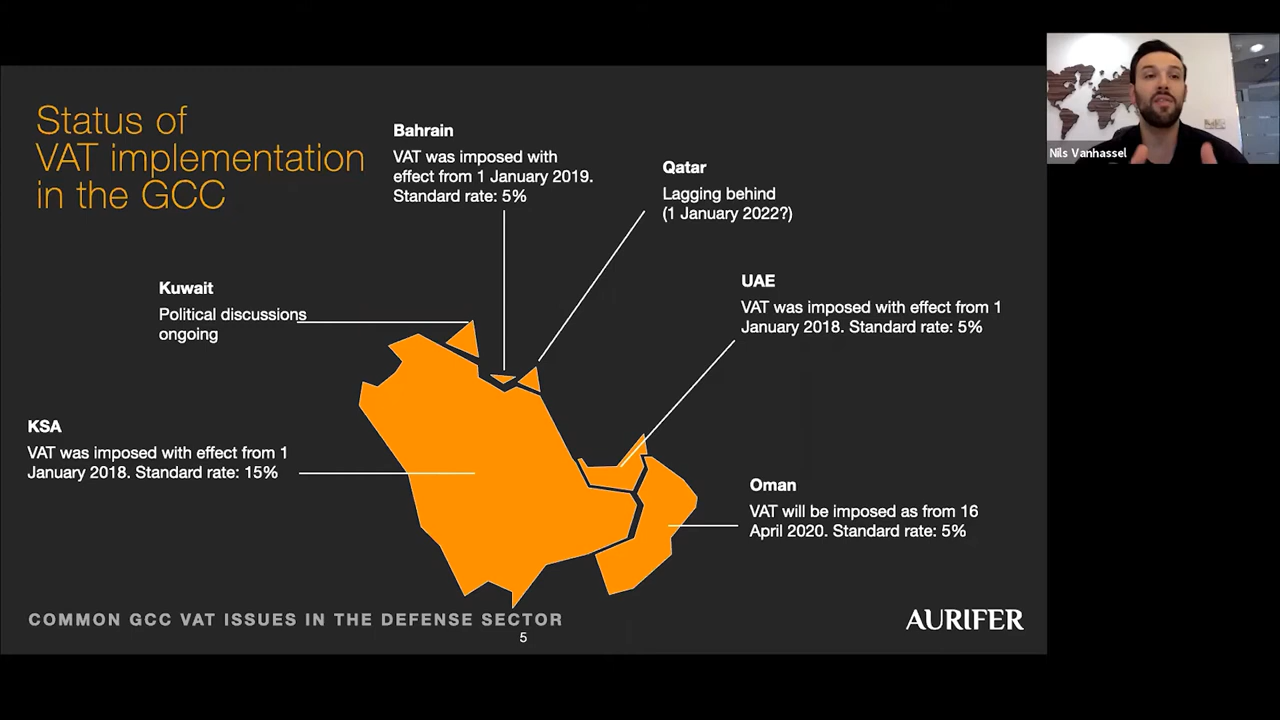 Status of
VAT implementation
in the GCC
Bahrain
VAT was imposed with
effect from 1 January 2019.
Standard rate: 5%
Qatar
Lagging behind
(1 January 2022?)
Kuwait
Political discussions
ongoing
UAE
VAT was imposed with effect from 1
January 2018. Standard rate: 5%
KSA
VAT was imposed with effect from 1
January 2018. Standard rate: 15%
Oman
VAT will be imposed as from 16
April 2020. Standard rate: 5%
COMMON GCC VAT ISSUES IN THE DEFENSE SECTOR
5
AURIFER
Nils Vanhassel